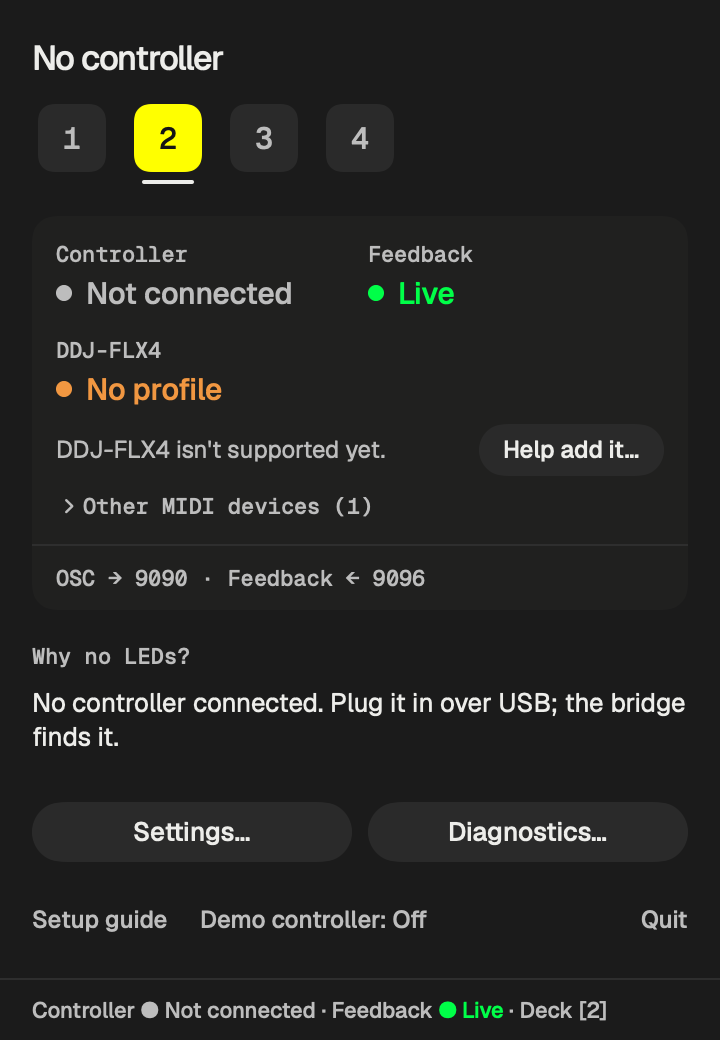 No controller
1 2 3 4
Controller Feedback
Not connected Live
DDJ-FLX4
No profile
DDJ-FLX4 isn't supported yet. Help add it…
Other MIDI devices (1)
OSC → 9090 · Feedback ← 9096
Why no LEDs?
No controller connected. Plug it in over USB; the bridge
finds it.
Settings… Diagnostics…
Setup guide Demo controller: Off Quit
Controller ● Not connected · Feedback ● Live · Deck [2]